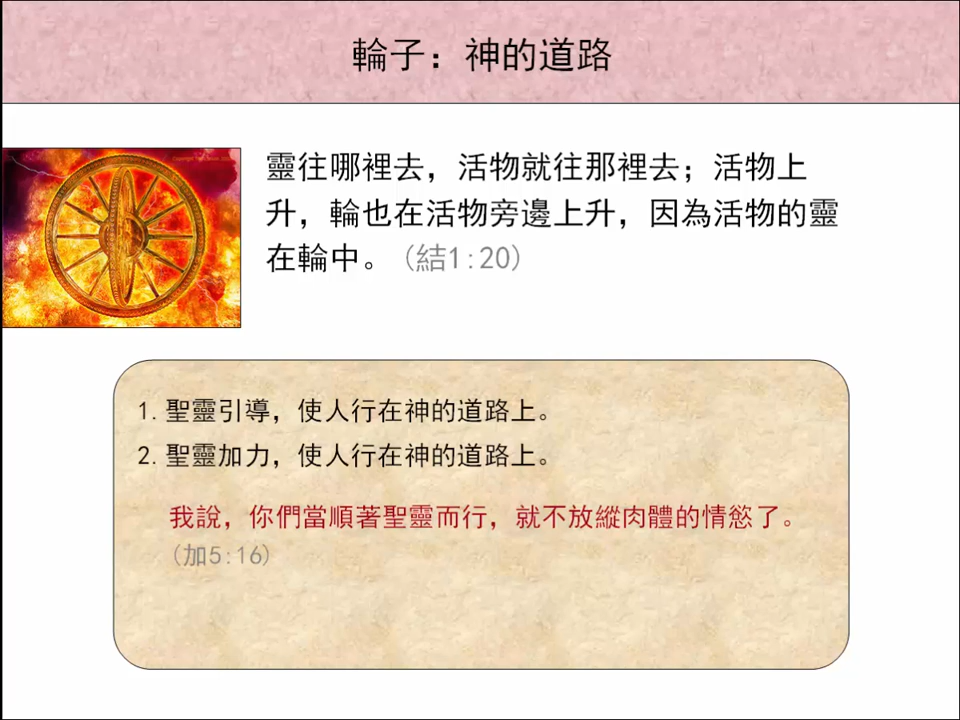 輪子：神的道路
靈往哪裡去，活物就往那裡去；活物上
升，輪也在活物旁邊上升，因為活物的靈
在輪中。（結1:20）
1.聖靈引導，使人行在神的道路上。
2.聖靈加力，使人行在神的道路上。
我說，你們當順著聖靈而行，就不放縱肉體的情慾了。
（加5:16）